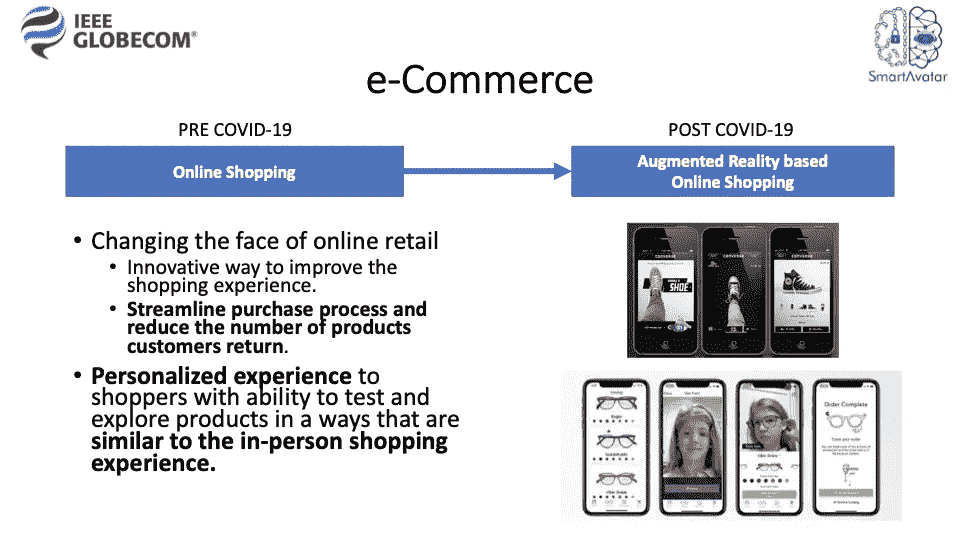 IEEE
GLOBECOM®
SmartAvatar
e-Commerce
PRE COVID-19
POST COVID-19
Online Shopping
Augmented Reality based
Online Shopping
• Changing the face of online retail
• Innovative way to improve the
shopping experience.
• Streamline purchase process and
reduce the number of products
customers return.
• Personalized experience to
shoppers with ability to test and
explore products in a ways that are
similar to the in-person shopping
experience.
CONVERSE
CONVERSE
SHOE
Order Complete